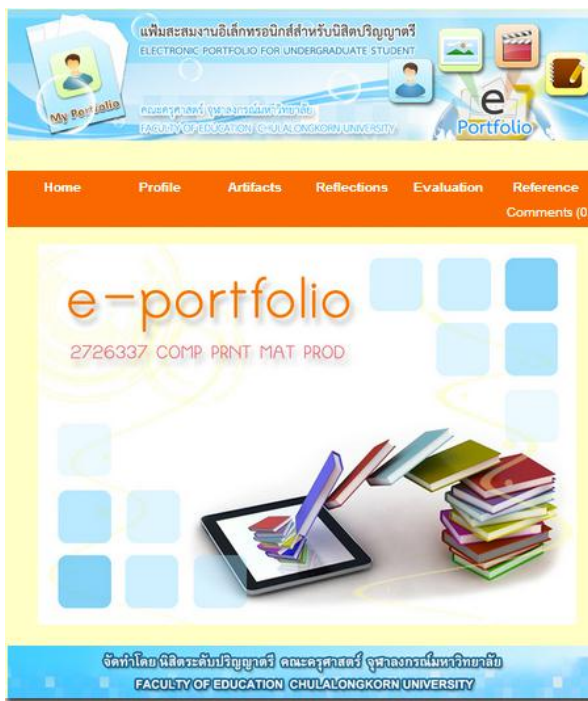 แฟ้มสะสมงานอิเล็กทรอนิกส์สำหรับนิสิตปริญญาตรี
ELECTRONIC PORTFOLIO FOR UNDERGRADUATE STUDENT
My Portfolio
คณะครุศาสตร์ จุฬาลงกรณ์มหาวิทยาลัย
FACULTY OF EDUCATION CHULALONGKORN UNIVERSITY
e
Portfolio
Home Profile Artifacts Reflections Evaluation Reference
Comments (0
e-portfolio
2726337 COMP PRNT MAT PROD
จัดทำโดย นิสิตระดับปริญญาตรี คณะครุศาสตร์ จุฬาลงกรณ์มหาวิทยาลัย
FACULTY OF EDUCATION CHULALONGKORN UNIVERSITY